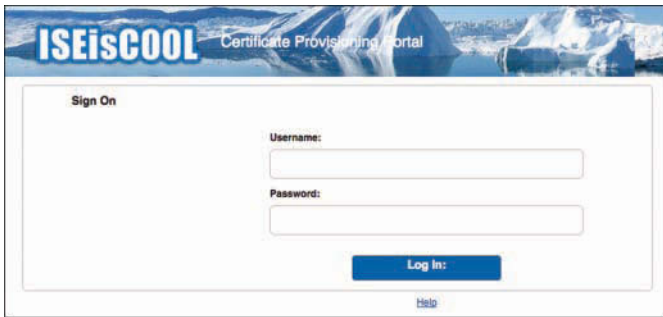 ISEisCOOL Certificate Provisioning Portal
Sign On
Username:
Password:
Log In:
Help